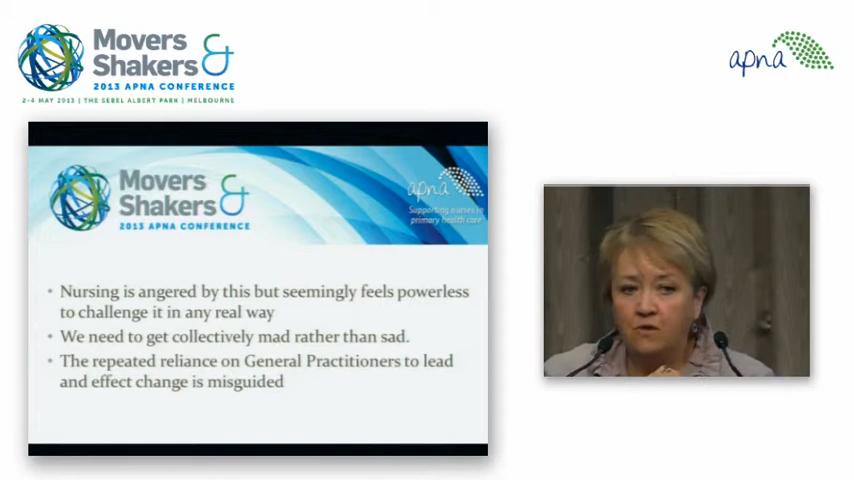 Movers &
Shakers
2013 APNA CONFERENCE
2-4 MAY 2013 | THE SEBEL ALBERT PARK | MELBOURNE
apna
Movers &
Shakers
2013 APNA CONFERENCE
apna
Supporting nurses in
primary health care
• Nursing is angered by this but seemingly feels powerless
to challenge it in any real way
• We need to get collectively mad rather than sad.
• The repeated reliance on General Practitioners to lead
and effect change is misguided